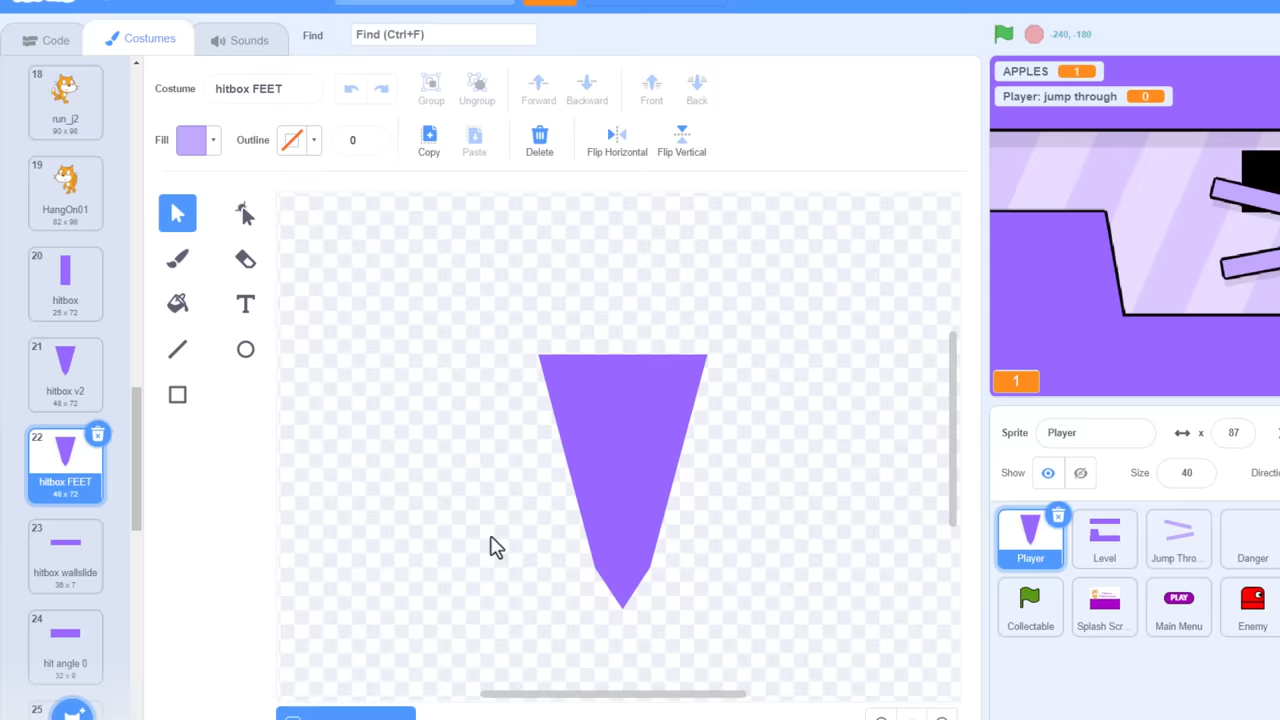 Code
Costumes
Sounds
Find
Find (Ctrl+F)
-240, -180
18
run_j2
90 x 98
19
HangOn01
82 x 98
20
hitbox
25 x 72
21
hitbox v2
48 x 72
22
hitbox FEET
48 x 72
23
hitbox wallslide
36 x 7
24
hit angle 0
32 x 9
25
Costume
hitbox FEET
Group
Ungroup
Forward
Backward
Front
Back
Fill
Outline
0
Copy
Paste
Delete
Flip Horizontal
Flip Vertical
T
APPLES 1
Player: jump through 0
1
Sprite
Player
x
87
Show
Size
40
Directi
Player
Level
Jump Thro...
Danger
Collectable
Splash Scr...
PLAY
Main Menu
Enemy